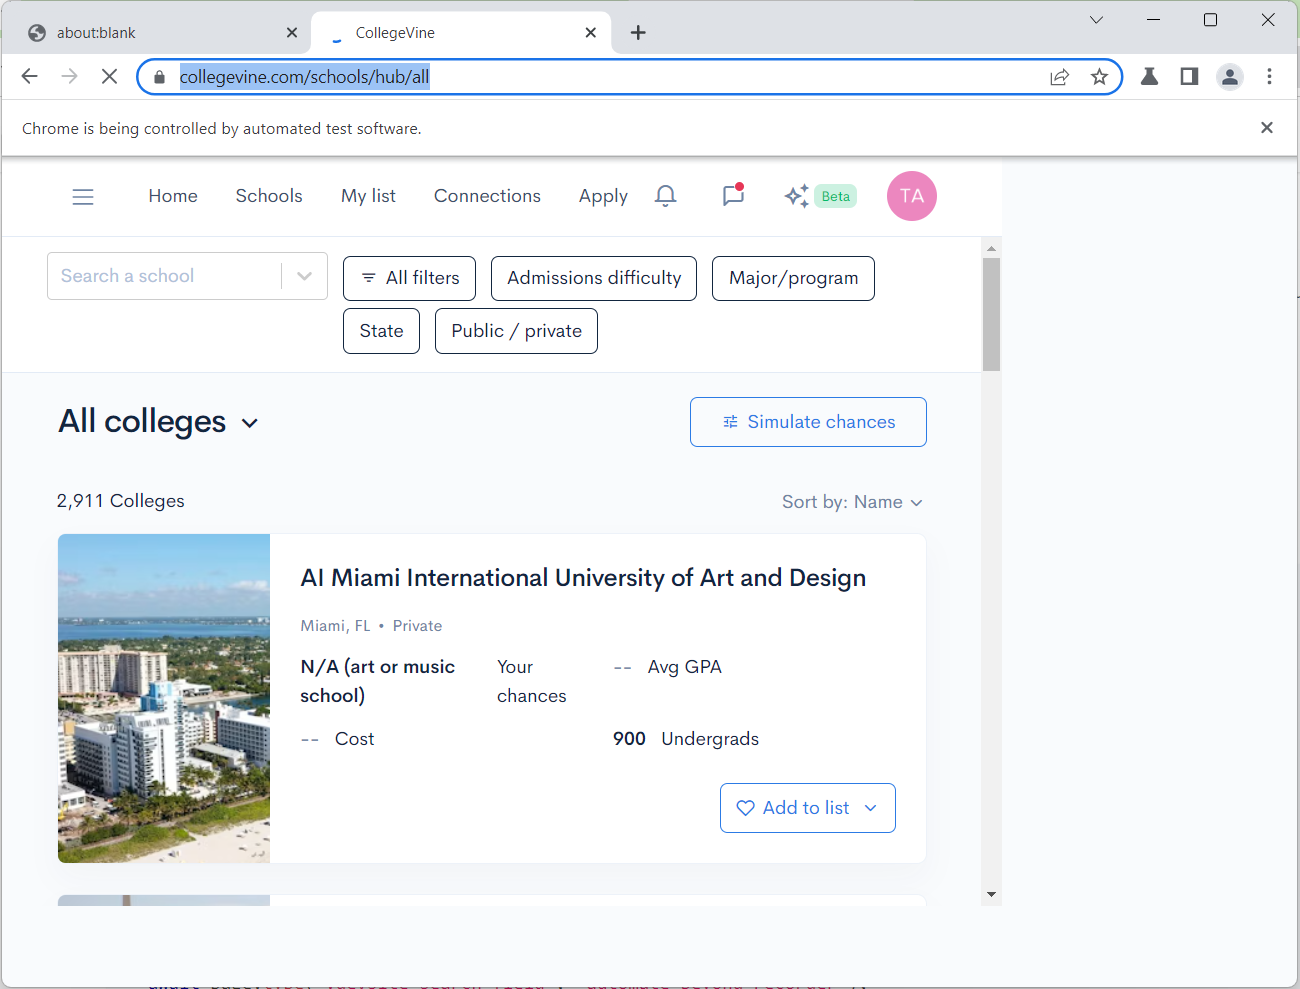 about:blank
CollegeVine
collegevine.com/schools/hub/all
Chrome is being controlled by automated test software.
Home Schools My list Connections Apply Beta TA
Search a school All filters Admissions difficulty Major/program
State Public / private
All colleges Simulate chances
2,911 Colleges Sort by: Name
AI Miami International University of Art and Design
Miami, FL • Private
N/A (art or music school) Your chances -- Avg GPA
-- Cost 900 Undergrads
Add to list